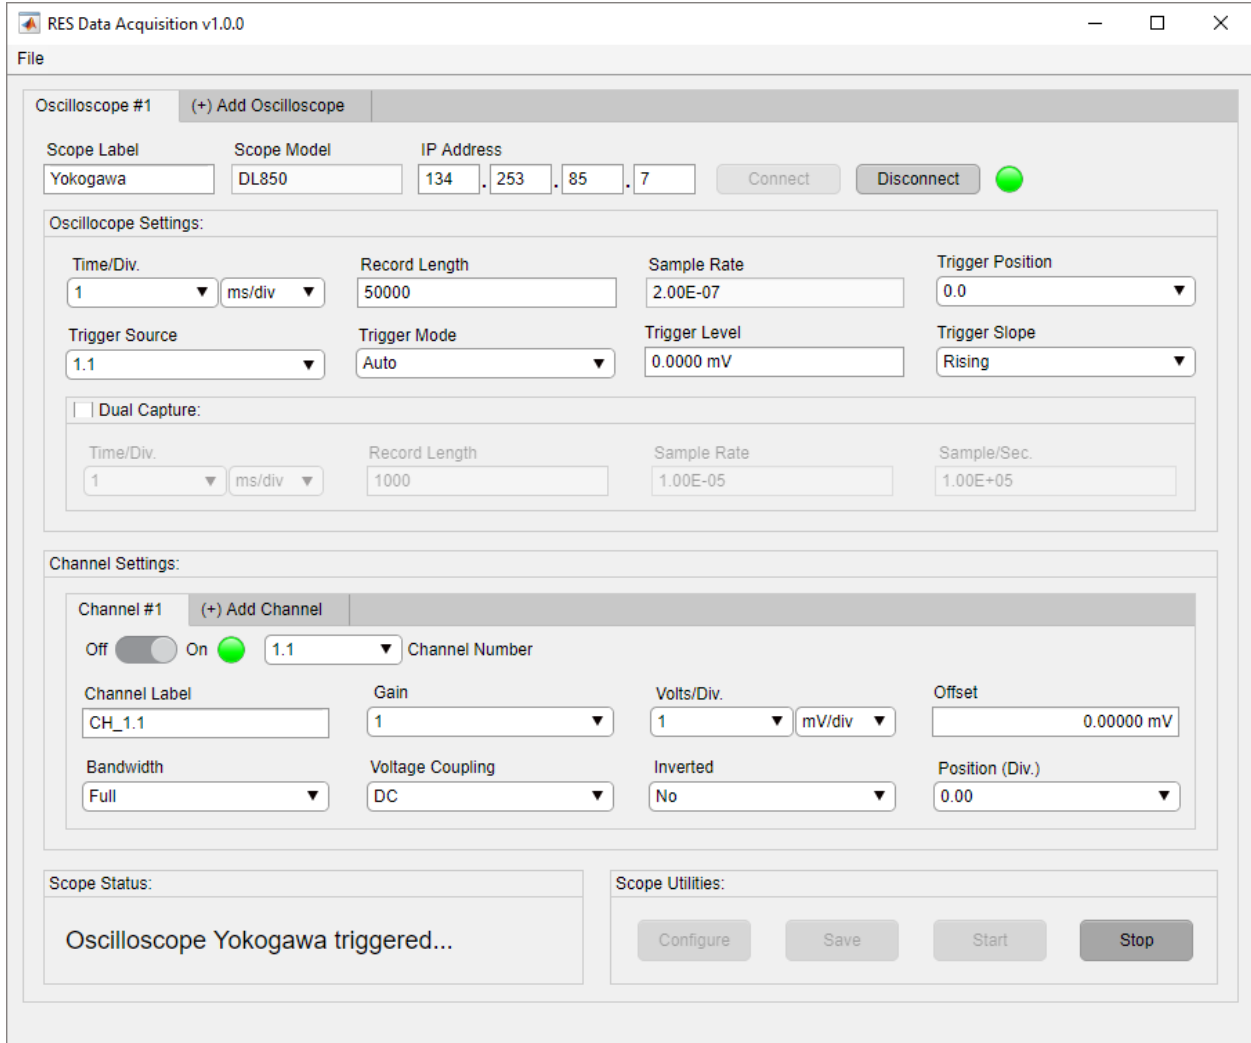 RES Data Acquisition v1.0.0
File
Oscilloscope #1 (+) Add Oscilloscope
Scope Label Scope Model IP Address
Yokogawa DL850 134 . 253 . 85 . 7 Connect Disconnect
Oscillocope Settings:
Time/Div. Record Length Sample Rate Trigger Position
1 ms/div 50000 2.00E-07 0.0
Trigger Source Trigger Mode Trigger Level Trigger Slope
1.1 Auto 0.0000 mV Rising
Dual Capture:
Time/Div. Record Length Sample Rate Sample/Sec.
1 ms/div 1000 1.00E-05 1.00E+05
Channel Settings:
Channel #1 (+) Add Channel
Off On 1.1 Channel Number
Channel Label Gain Volts/Div. Offset
CH_1.1 1 1 mV/div 0.00000 mV
Bandwidth Voltage Coupling Inverted Position (Div.)
Full DC No 0.00
Scope Status: Scope Utilities:
Oscilloscope Yokogawa triggered... Configure Save Start Stop